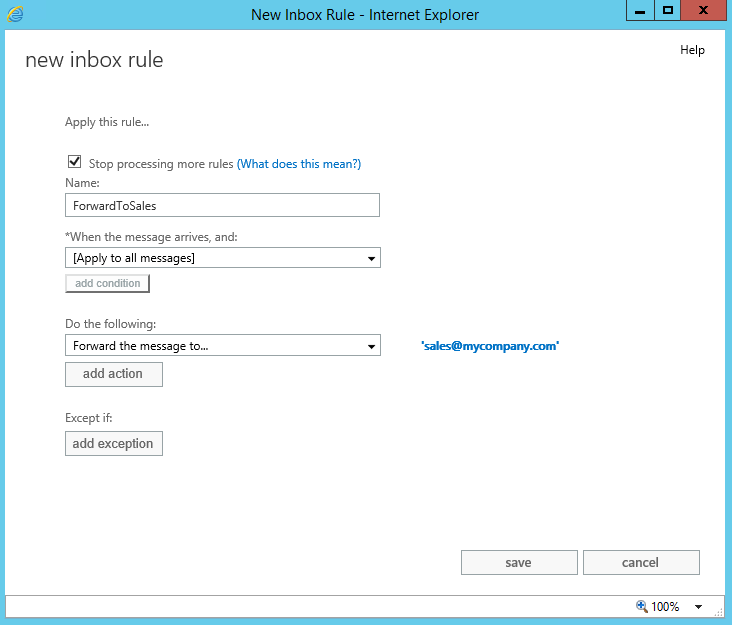 New Inbox Rule - Internet Explorer
Help
new inbox rule
Apply this rule...
Stop processing more rules (What does this mean?)
Name:
ForwardToSales
*When the message arrives, and:
[Apply to all messages]
add condition
Do the following:
Forward the message to...
'sales@mycompany.com'
add action
Except if:
add exception
save
cancel
100%